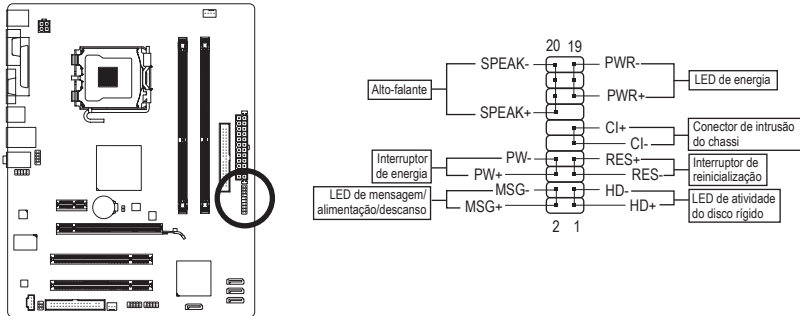 20 19
SPEAK-
PWR-
Alto-falante
LED de energia
PWR+
SPEAK+
CI+
Conector de intrusão
do chassi
CI-
Interruptor
de energia
PW-
RES+
Interruptor de
reinicialização
PW+
RES-
LED de mensagem/
alimentação/descanso
MSG-
HD-
LED de atividade
do disco rígido
MSG+
HD+
2 1